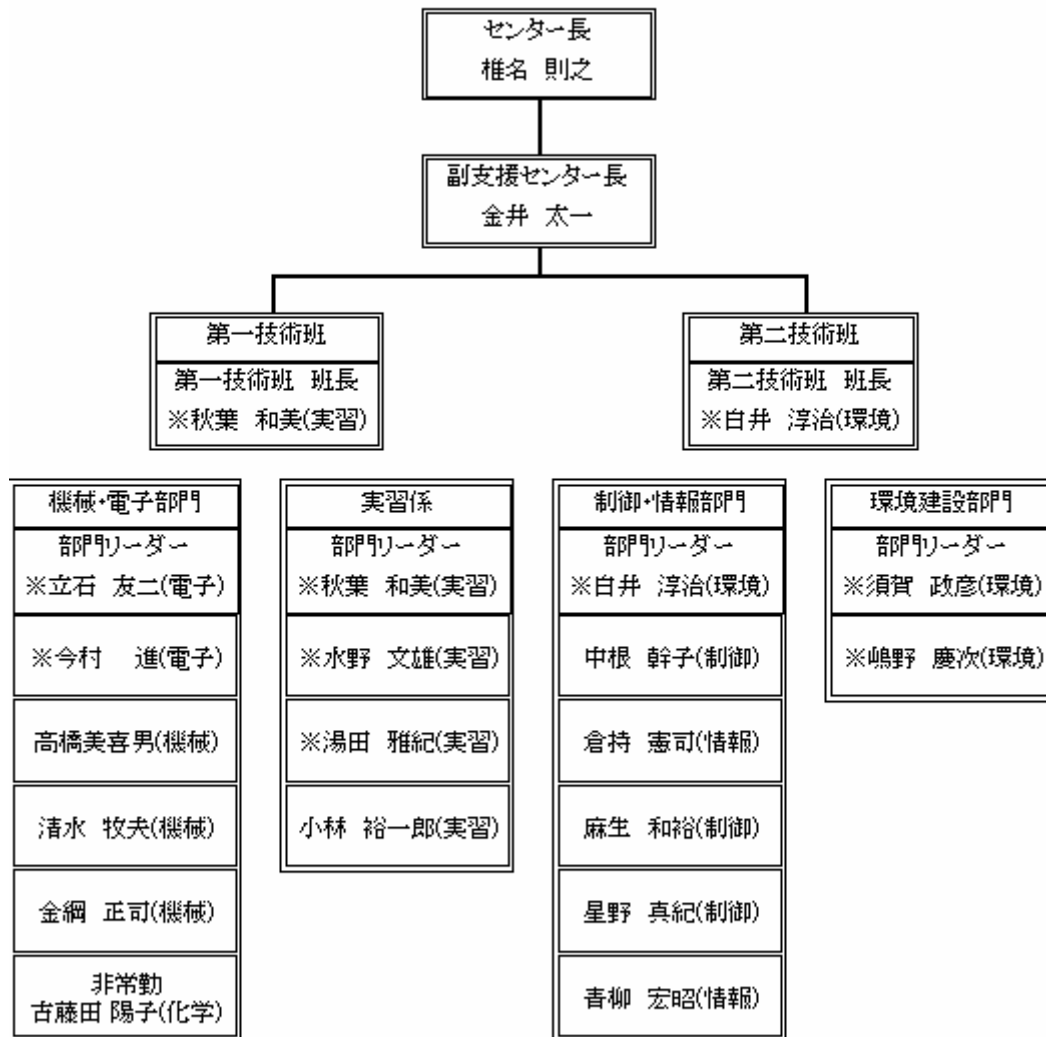 センター長
椎名 則之
副支援センター長
金井 太一
第一技術班
第一技術班 班長
※秋葉 和美(実習)
第二技術班
第二技術班 班長
※白井 淳治(環境)
機械・電子部門
部門リーダー
※立石 友二(電子)
※今村 進(電子)
高橋美喜男(機械)
清水 牧夫(機械)
金綱 正司(機械)
非常勤
古藤田 陽子(化学)
実習係
部門リーダー
※秋葉 和美(実習)
※水野 文雄(実習)
※湯田 雅紀(実習)
小林 裕一郎(実習)
制御・情報部門
部門リーダー
※白井 淳治(環境)
中根 幹子(制御)
倉持 憲司(情報)
麻生 和裕(制御)
星野 真紀(制御)
青柳 宏昭(情報)
環境建設部門
部門リーダー
※須賀 政彦(環境)
※嶋野 慶次(環境)